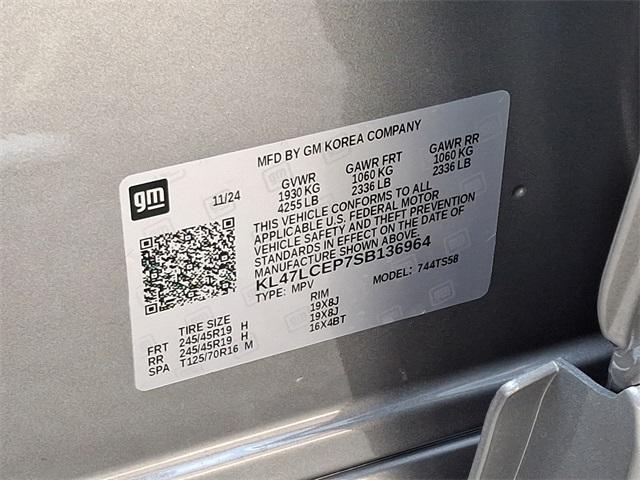 MFD BY GM KOREA COMPANY
gm
11/24
GVWR GAWR FRT GAWR RR
1930 KG 1060 KG 1060 KG
4255 LB 2336 LB 2336 LB
THIS VEHICLE CONFORMS TO ALL
APPLICABLE U.S. FEDERAL MOTOR
VEHICLE SAFETY AND THEFT PREVENTION
STANDARDS IN EFFECT ON THE DATE OF
MANUFACTURE SHOWN ABOVE.
KL47LCEP7SB136964
TYPE: MPV MODEL: 744TS58
TIRE SIZE RIM
FRT 245/45R19 H 19X8J
RR 245/45R19 H 19X8J
SPA T125/70R16 M 16X4BT